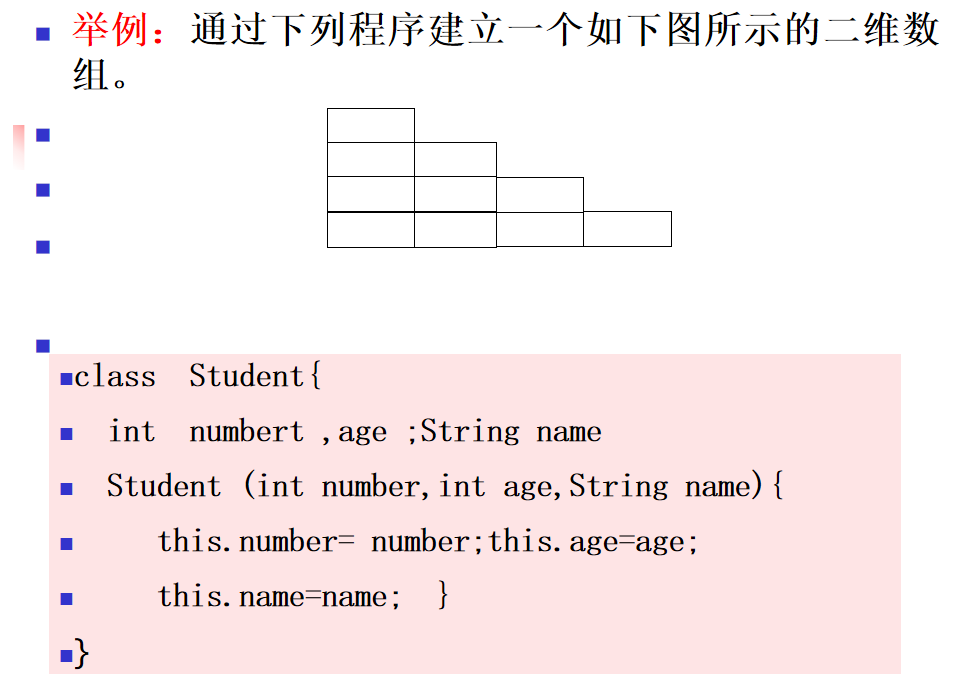 举例：通过下列程序建立一个如下图所示的二维数
组。
class  Student{
int  numbert ,age ;String name
Student (int number,int age,String name){
this.number= number;this.age=age;
this.name=name;  }
}